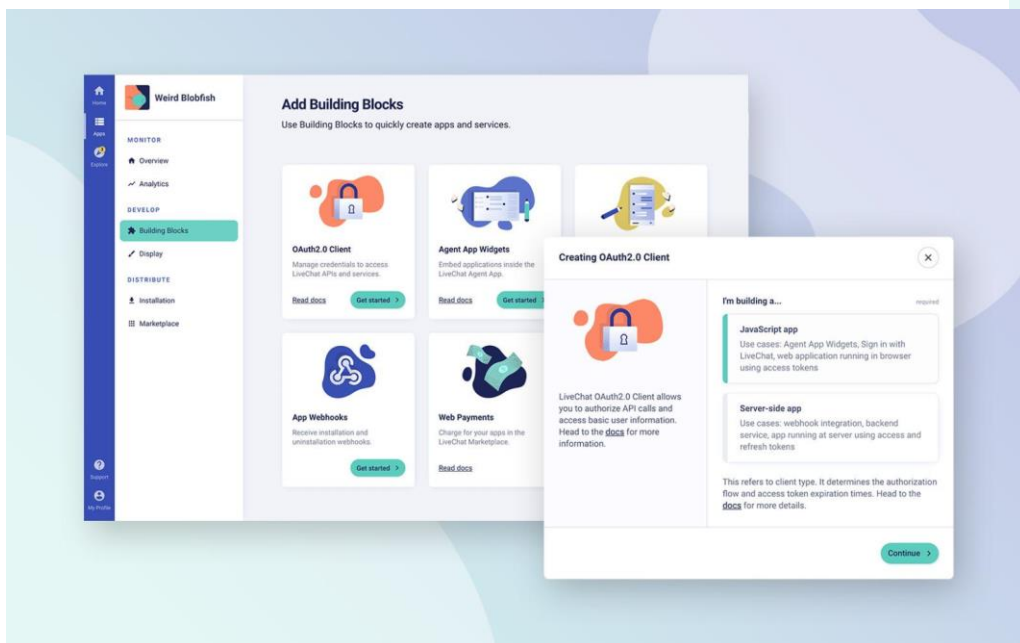 Home
Apps
Explore
Support
My Profile
Weird Blobfish
MONITOR
Overview
Analytics
DEVELOP
Building Blocks
Display
DISTRIBUTE
Installation
Marketplace
Add Building Blocks
Use Building Blocks to quickly create apps and services.
OAuth2.0 Client
Manage credentials to access
LiveChat APIs and services.
Read docs
Get started
Agent App Widgets
Embed applications inside the
LiveChat Agent App.
Read docs
Get started
App Webhooks
Receive installation and
uninstallation webhooks.
Get started
Web Payments
Charge for your apps in the
LiveChat Marketplace.
Read docs
Creating OAuth2.0 Client
LiveChat OAuth2.0 Client allows
you to authorize API calls and
access basic user information.
Head to the docs for more
information.
I'm building a...
required
JavaScript app
Use cases: Agent App Widgets, Sign in with
LiveChat, web application running in browser
using access tokens
Server-side app
Use cases: webhook integration, backend
service, app running at server using access and
refresh tokens
This refers to client type. It determines the authorization
flow and access token expiration times. Head to the
docs for more details.
Continue